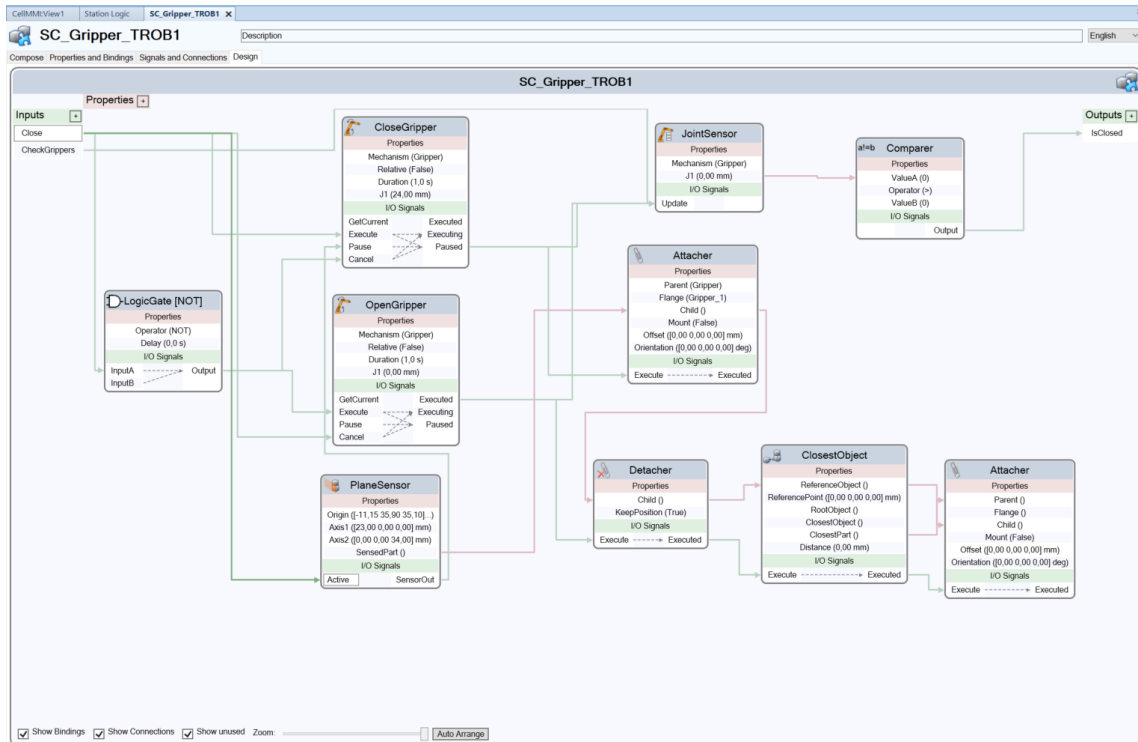 CellMMI:View1 Station Logic SC_Gripper_TROB1 X
SC_Gripper_TROB1 Description English
Compose Properties and Bindings Signals and Connections Design
SC_Gripper_TROB1
Properties +
Inputs +
Close
CheckGrippers
Outputs +
IsClosed
CloseGripper
Properties
Mechanism (Gripper)
Relative (False)
Duration (1,0 s)
J1 (24,00 mm)
I/O Signals
GetCurrent Executed
Execute Executing
Pause Paused
Cancel
JointSensor
Properties
Mechanism (Gripper)
J1 (0,00 mm)
I/O Signals
Update
a!=b Comparer
Properties
ValueA (0)
Operator (>)
ValueB (0)
I/O Signals
Output
Attacher
Properties
Parent (Gripper)
Flange (Gripper_1)
Child ()
Mount (False)
Offset ([0,00 0,00 0,00] mm)
Orientation ([0,00 0,00 0,00] deg)
I/O Signals
Execute Executed
LogicGate [NOT]
Properties
Operator (NOT)
Delay (0,0 s)
I/O Signals
InputA Output
InputB
OpenGripper
Properties
Mechanism (Gripper)
Relative (False)
Duration (1,0 s)
J1 (0,00 mm)
I/O Signals
GetCurrent Executed
Execute Executing
Pause Paused
Cancel
PlaneSensor
Properties
Origin ([-11,15 35,90 35,10]...)
Axis1 ([23,00 0,00 0,00] mm)
Axis2 ([0,00 0,00 34,00] mm)
SensedPart ()
I/O Signals
Active SensorOut
Detacher
Properties
Child ()
KeepPosition (True)
I/O Signals
Execute Executed
ClosestObject
Properties
ReferenceObject ()
ReferencePoint ([0,00 0,00 0,00] mm)
RootObject ()
ClosestObject ()
ClosestPart ()
Distance (0,00 mm)
I/O Signals
Execute Executed
Attacher
Properties
Parent ()
Flange ()
Child ()
Mount (False)
Offset ([0,00 0,00 0,00] mm)
Orientation ([0,00 0,00 0,00] deg)
I/O Signals
Execute Executed
Show Bindings Show Connections Show unused Zoom: Auto Arrange